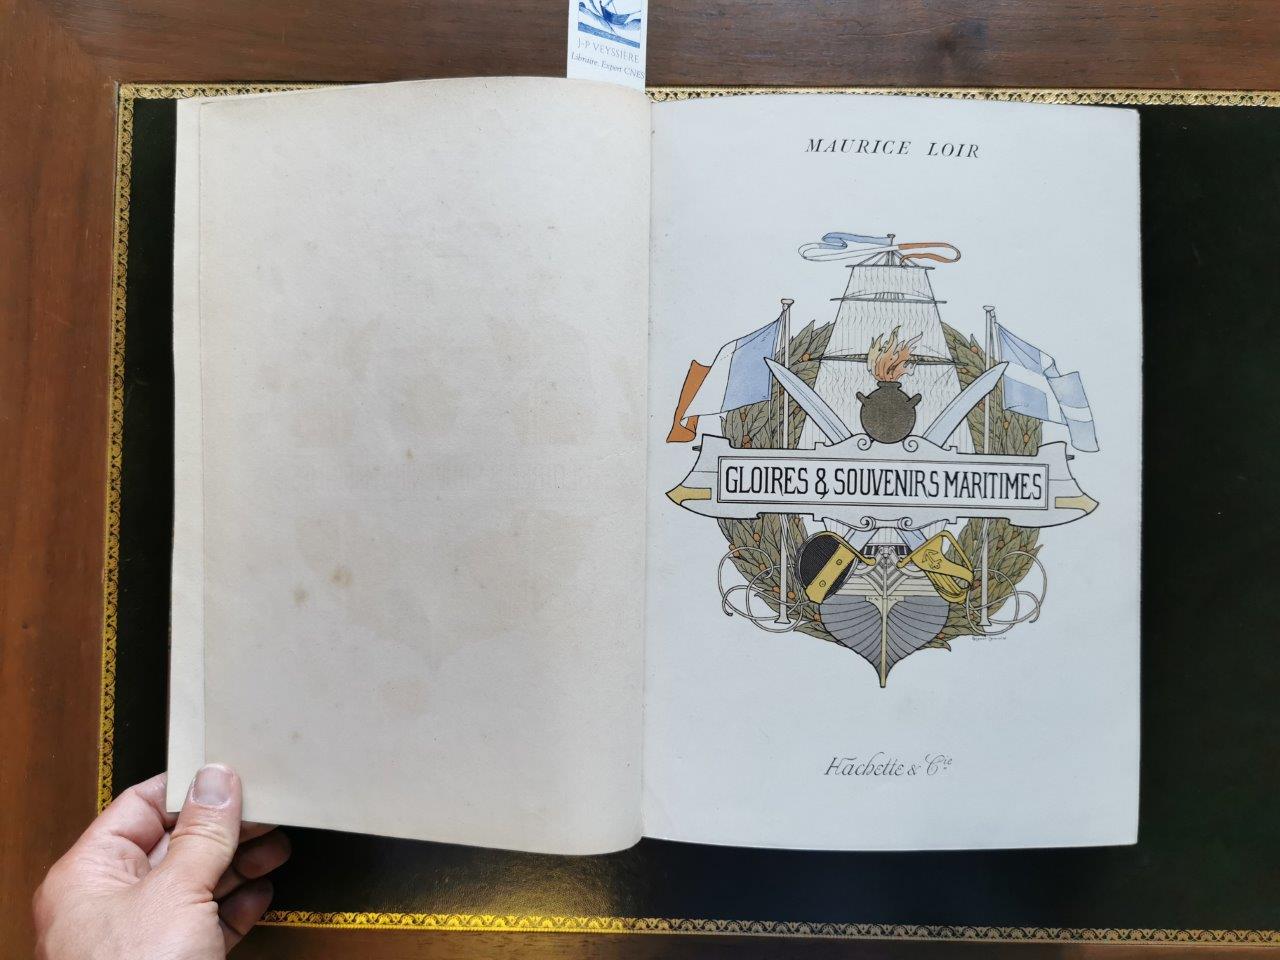 J-P VEYSSIERE
Libraire. Expert CNES
MAURICE LOIR
GLOIRES & SOUVENIRS MARITIMES
Hachette & Cie